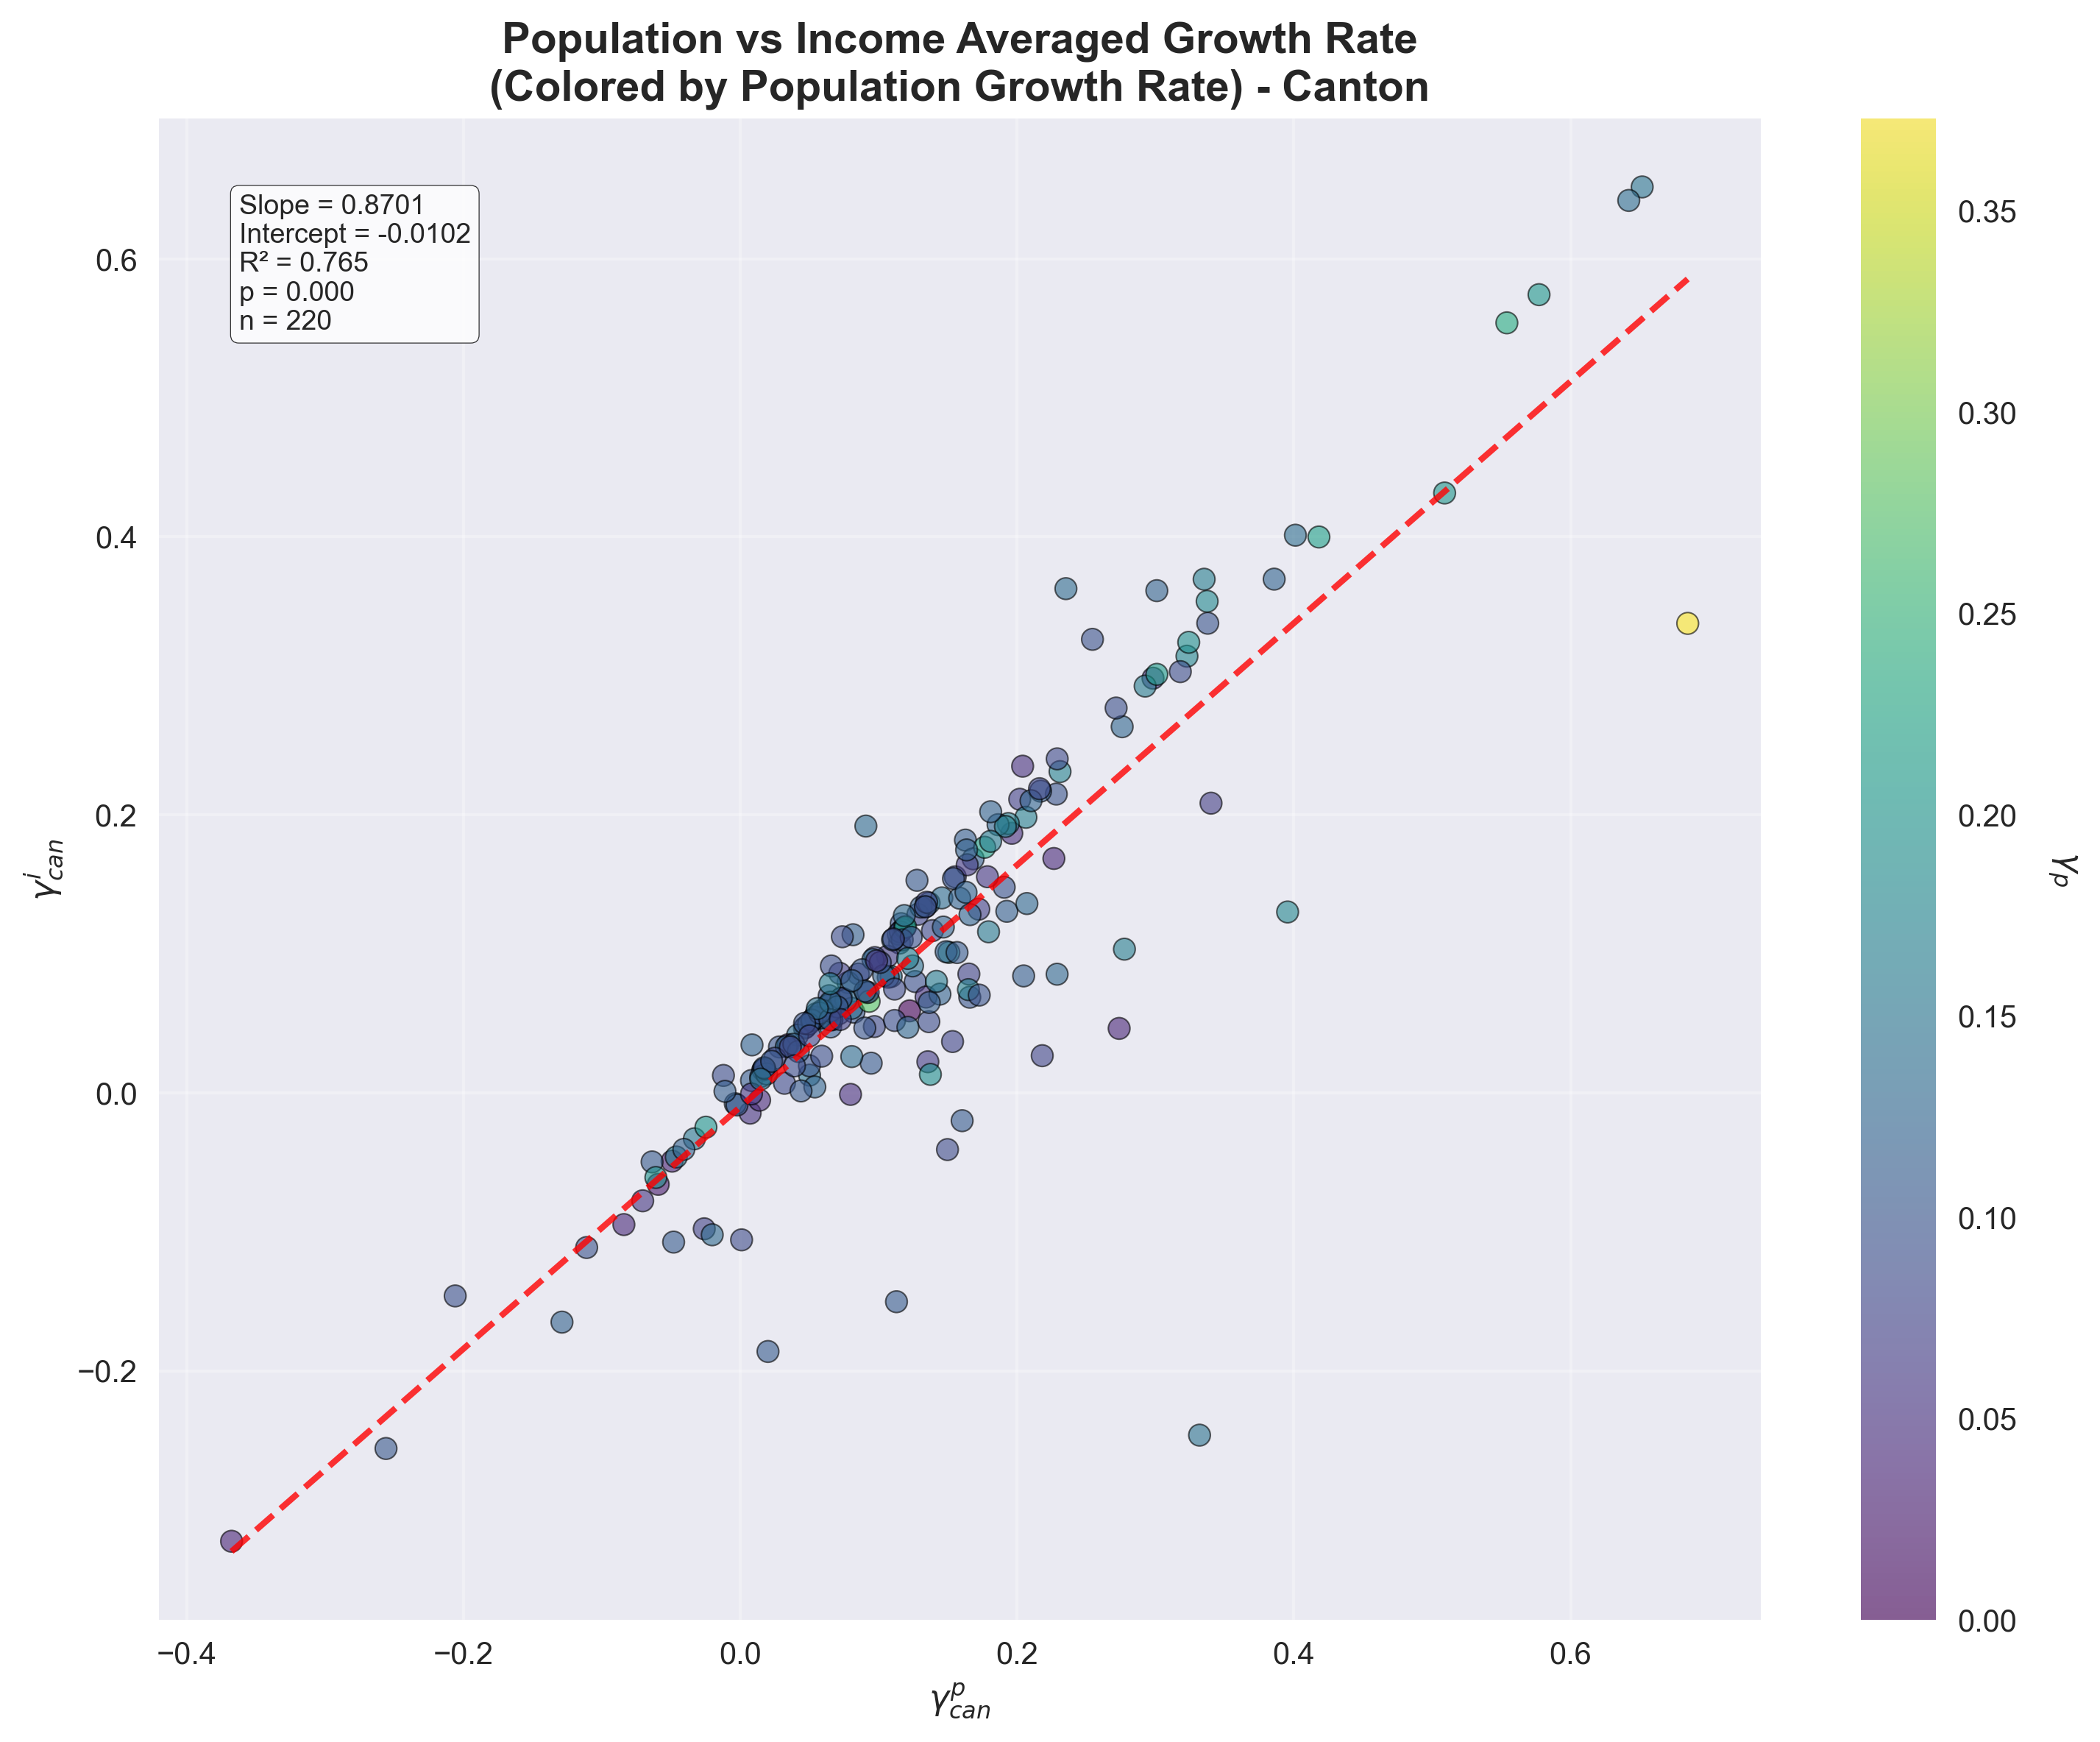 Population vs Income Averaged Growth Rate
(Colored by Population Growth Rate) - Canton
Slope = 0.8701
Intercept = -0.0102
R² = 0.765
p = 0.000
n = 220
0.6
0.4
0.2
0.0
−0.2
γ^i_can
−0.4
−0.2
0.0
0.2
0.4
0.6
γ^p_can
0.35
0.30
0.25
0.20
0.15
0.10
0.05
0.00
γ_p